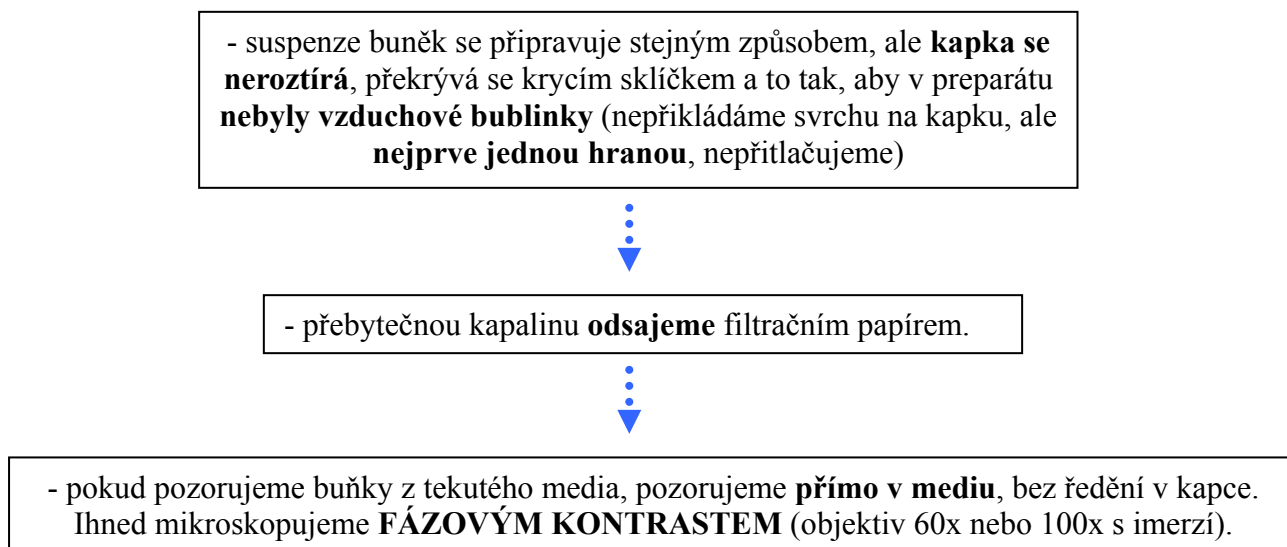 - suspenze buněk se připravuje stejným způsobem, ale kapka se
neroztírá, překrývá se krycím sklíčkem a to tak, aby v preparátu
nebyly vzduchové bublinky (nepřikládáme svrchu na kapku, ale
nejprve jednou hranou, nepřitlačujeme)
- přebytečnou kapalinu odsajeme filtračním papírem.
- pokud pozorujeme buňky z tekutého media, pozorujeme přímo v mediu, bez ředění v kapce.
Ihned mikroskopujeme FÁZOVÝM KONTRASTEM (objektiv 60x nebo 100x s imerzí).